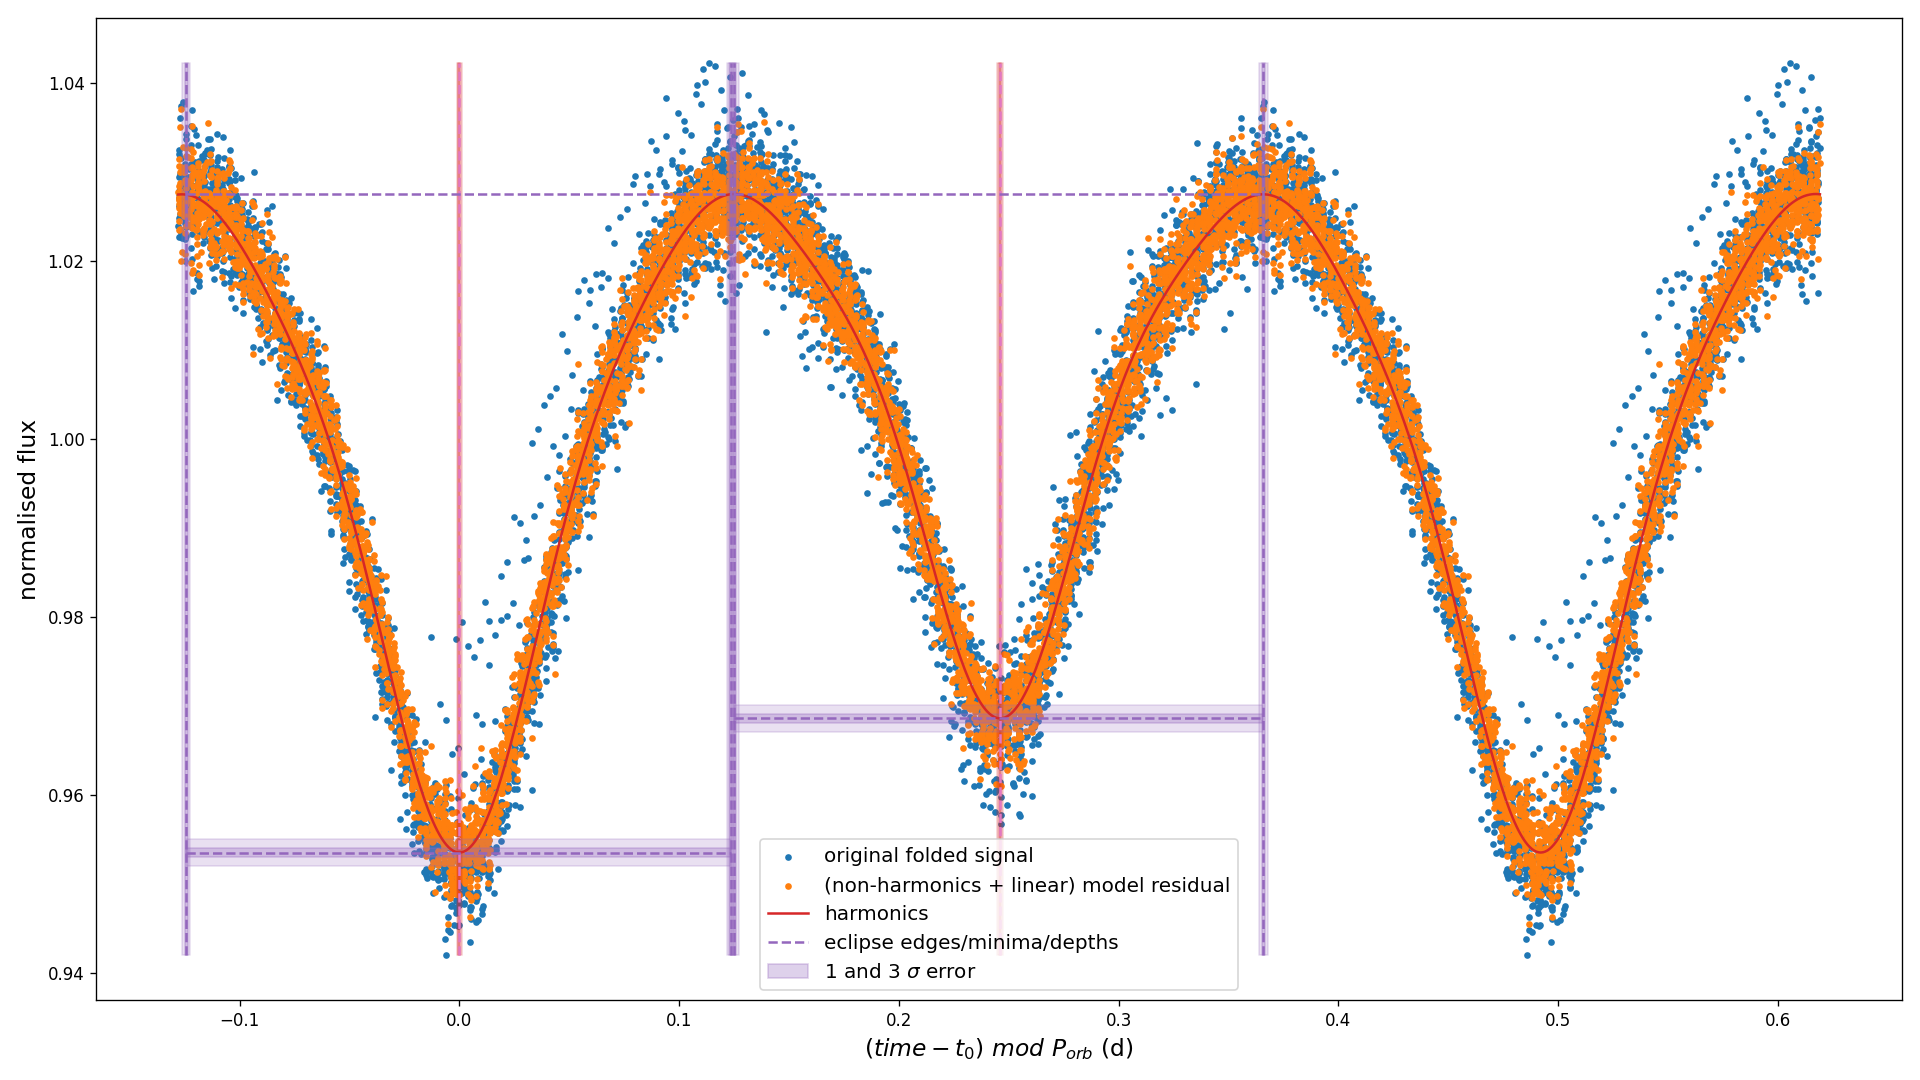 1.04
1.02
1.00
0.98
0.96
0.94
normalised flux
original folded signal
(non-harmonics + linear) model residual
harmonics
eclipse edges/minima/depths
1 and 3 σ error
−0.1 0.0 0.1 0.2 0.3 0.4 0.5 0.6
(time − t₀) mod Pₒᵣb (d)